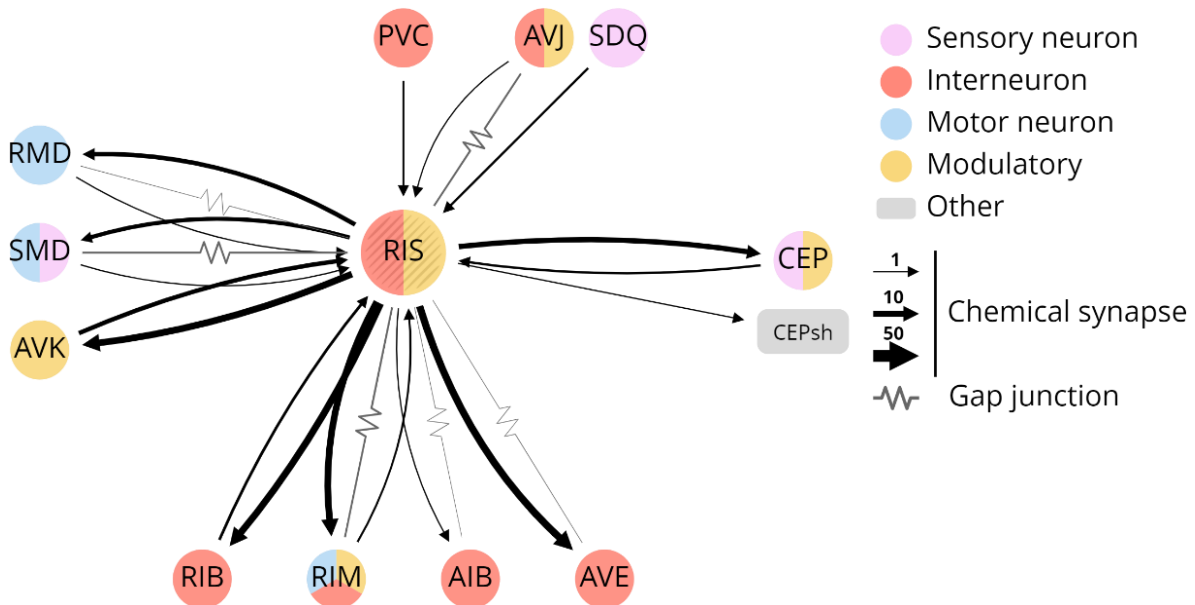 PVC
AVJ
SDQ
RMD
SMD
AVK
RIS
CEP
CEPsh
RIB
RIM
AIB
AVE
Sensory neuron
Interneuron
Motor neuron
Modulatory
Other
1
10
50
Chemical synapse
Gap junction